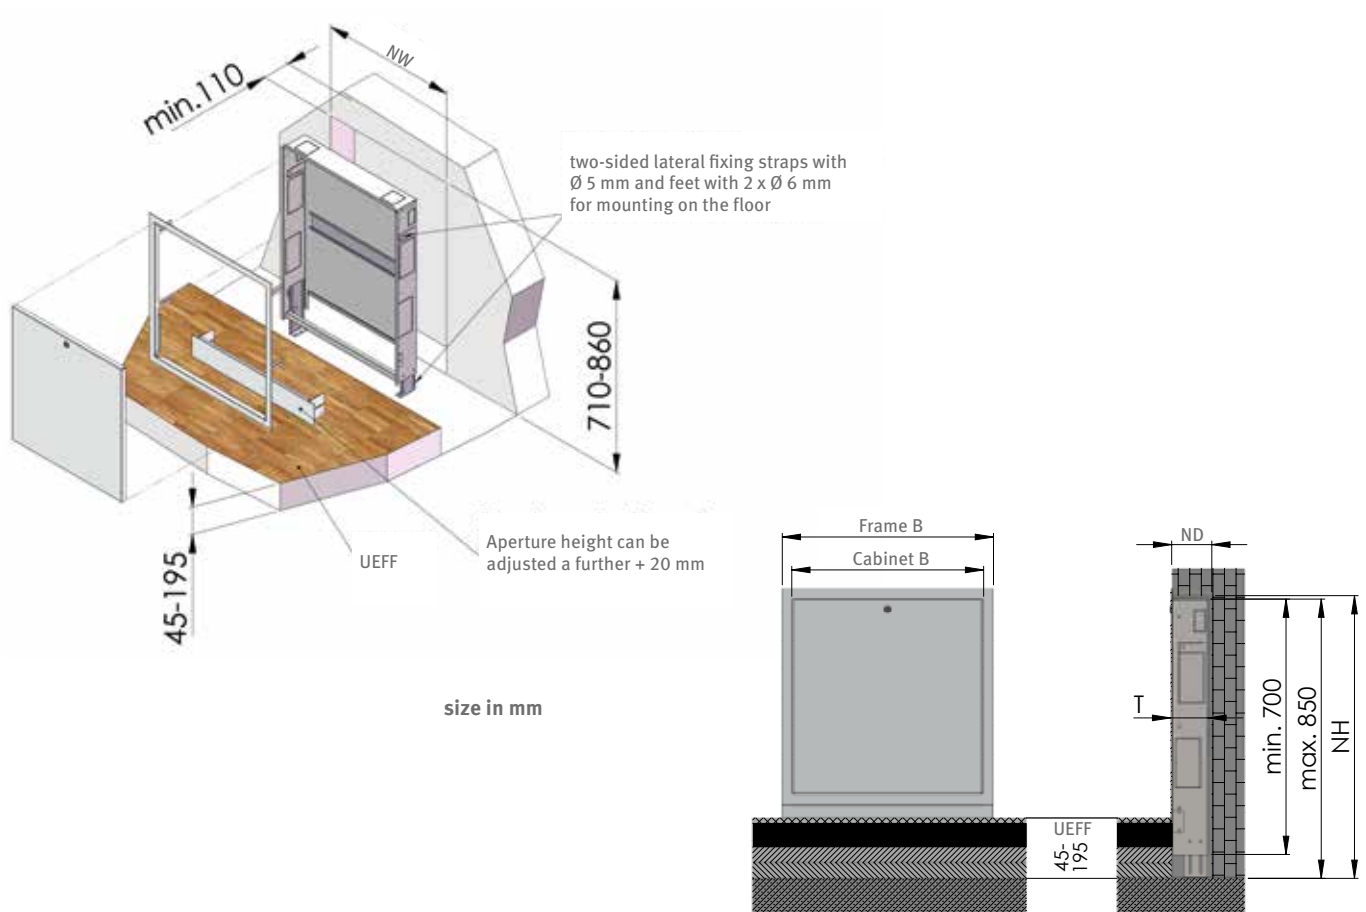 NW
min.110
two-sided lateral fixing straps with
Ø 5 mm and feet with 2 x Ø 6 mm
for mounting on the floor
710-860
45-195
UEFF
Aperture height can be
adjusted a further + 20 mm
size in mm
Frame B
Cabinet B
UEFF
45-
195
ND
T
min. 700
max. 850
NH